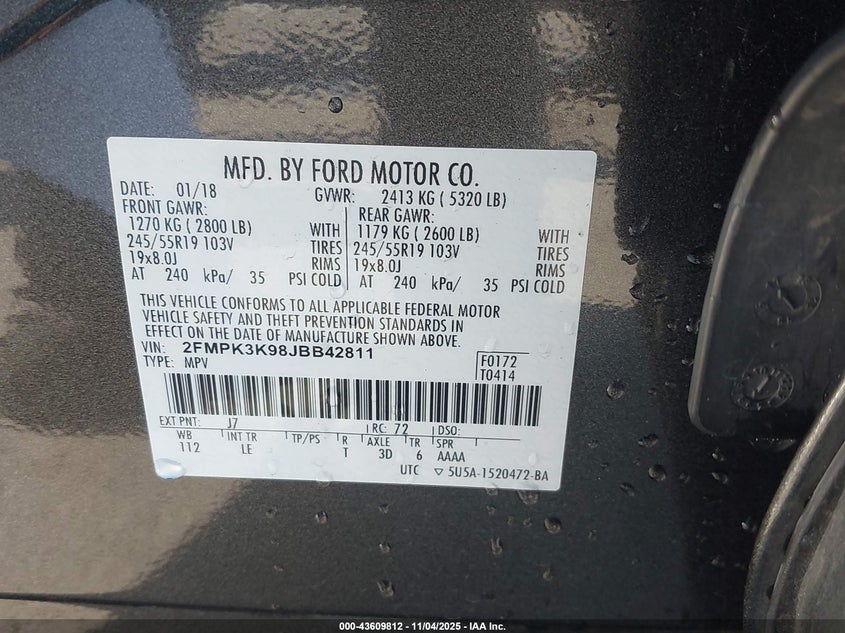 MFD. BY FORD MOTOR CO.
DATE: 01/18 GVWR: 2413 KG ( 5320 LB)
FRONT GAWR: REAR GAWR:
1270 KG ( 2800 LB) WITH 1179 KG ( 2600 LB) WITH
245/55R19 103V TIRES 245/55R19 103V TIRES
19x8.0J RIMS 19x8.0J RIMS
AT 240 kPa/ 35 PSI COLD AT 240 kPa/ 35 PSI COLD
THIS VEHICLE CONFORMS TO ALL APPLICABLE FEDERAL MOTOR
VEHICLE SAFETY AND THEFT PREVENTION STANDARDS IN
EFFECT ON THE DATE OF MANUFACTURE SHOWN ABOVE.
VIN: 2FMPK3K98JBB42811
TYPE: MPV
F0172
T0414
EXT PNT: J7 RC: 72 DSO:
WB INT TR TP/PS R AXLE TR SPR
112 LE T 3D 6 AAAA
UTC ▽ 5U5A-1520472-BA
000-43609812 - 11/04/2025 - IAA Inc.